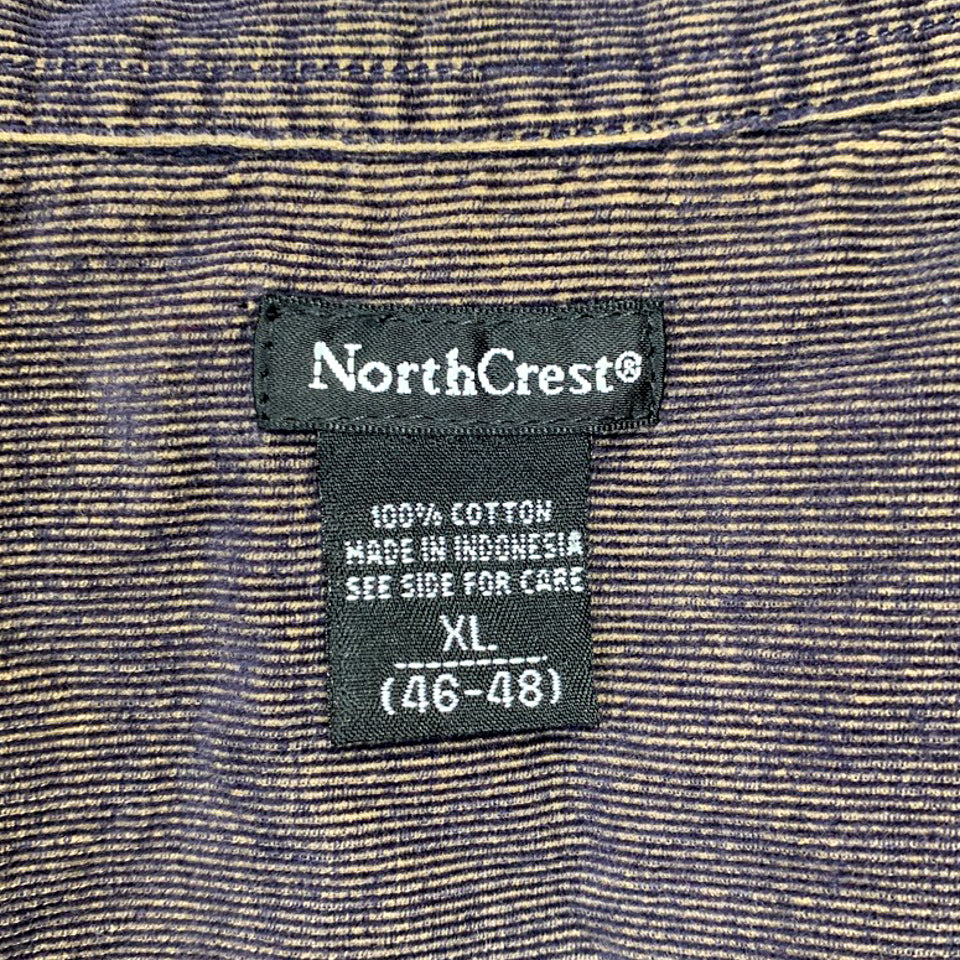 NorthCrest®
100% COTTON
MADE IN INDONESIA
SEE SIDE FOR CARE
XL
(46-48)